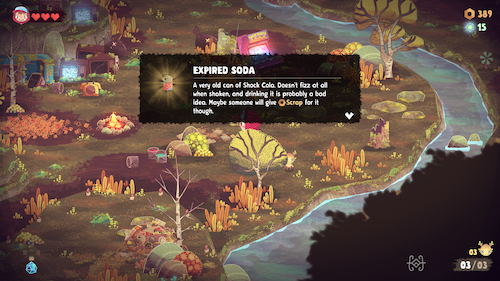 389
15
EXPIRED SODA
A very old can of Shock Cola. Doesn't fizz at all
when shaken, and drinking it is probably a bad
idea. Maybe someone will give Scrap for it
though.
03
03/03